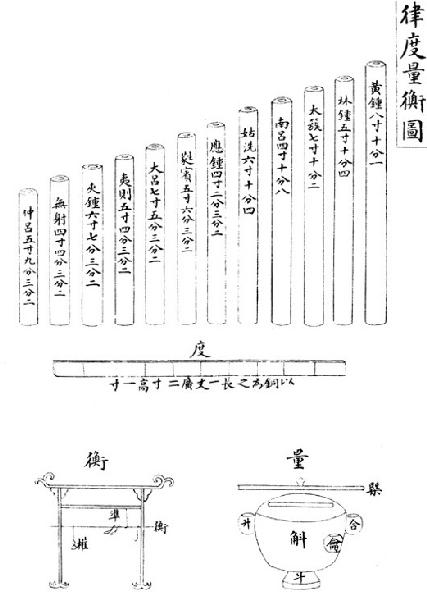 律度量衡圖
黃鍾八寸十分一
林鍾五寸十分四
太蔟七寸十分二
南呂四寸十分八
姑洗六寸十分四
應鍾四寸二分三分二
蕤賓五寸六分三分二
大呂七寸五分三分二
夷則五寸四分三分二
夾鍾六寸七分三分二
無射四寸四分三分二
仲呂五寸九分三分二
度
以銅為之長一丈廣二寸高一寸
量
槩
合
龠
斛
升
斗
衡
衡
準
權